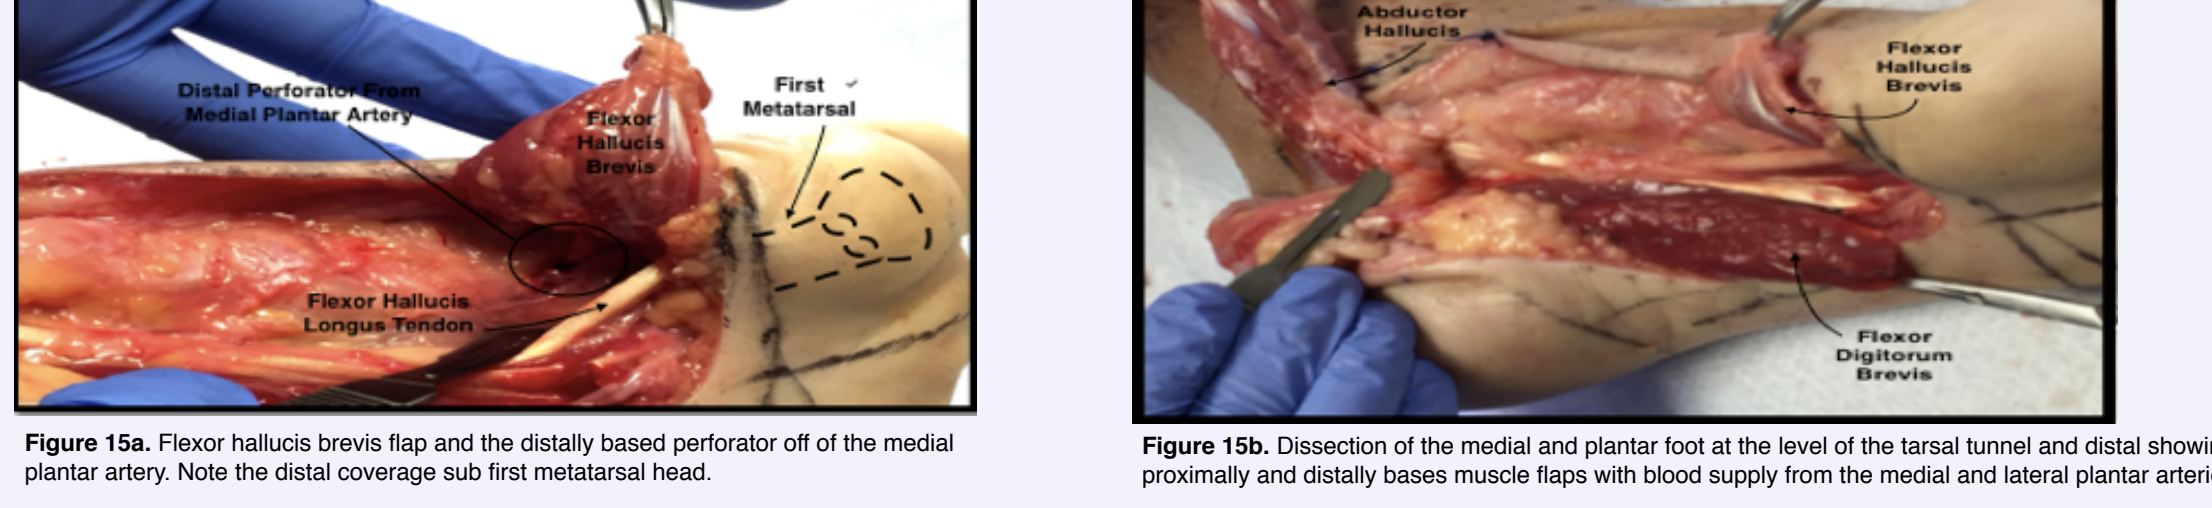 Distal Perforator From
Medial Plantar Artery
Flexor
Hallucis
Brevis
First
Metatarsal
Flexor Hallucis
Longus Tendon
Figure 15a. Flexor hallucis brevis flap and the distally based perforator off of the medial
plantar artery. Note the distal coverage sub first metatarsal head.
Abductor
Hallucis
Flexor
Hallucis
Brevis
Flexor
Digitorum
Brevis
Figure 15b. Dissection of the medial and plantar foot at the level of the tarsal tunnel and distal
proximally and distally bases muscle flaps with blood supply from the medial and lateral plantar